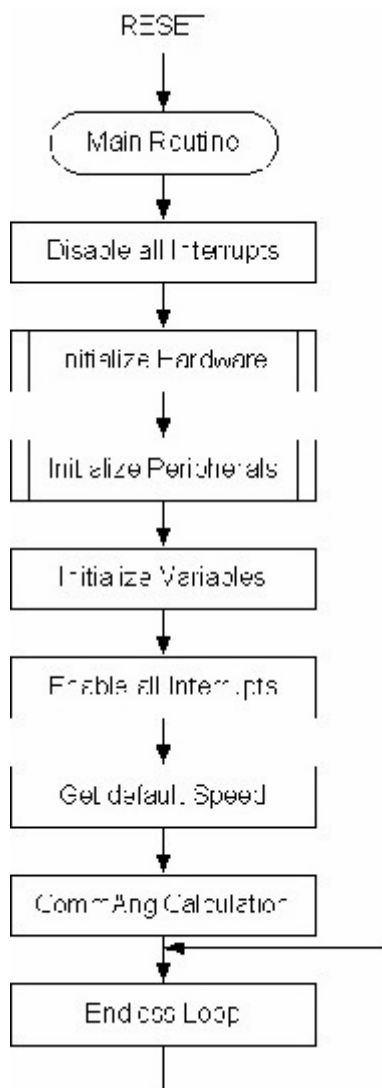 RESET
Main Routine
Disable all Interrupts
Initialize Hardware
Initialize Peripherals
Initialize Variables
Enable all Interrupts
Get default Speed
CommAng Calculation
Endless Loop